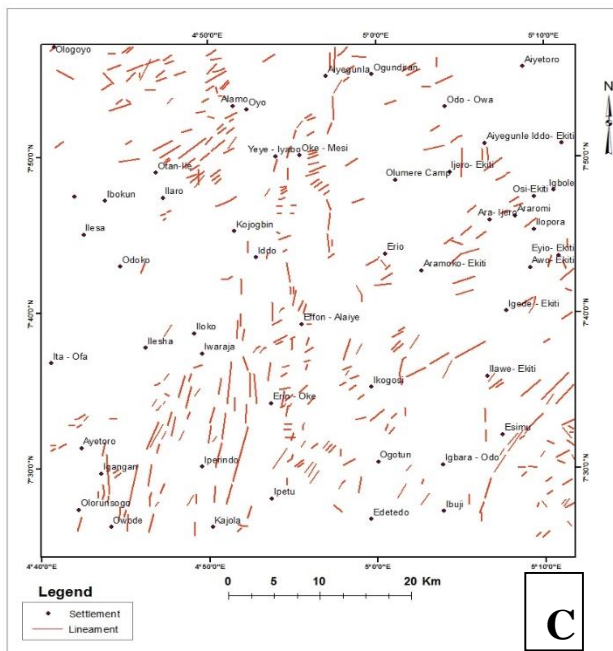 4°50'0"E 5°0'0"E 5°10'0"E
Ologoyo
Aiyegunla
Ogundiran
Aiyetoro
N
S
Alamo
Oyo
Odo - Owa
7°50'0"N
Yeye - Iyabo
Oke - Mesi
Aiyegunle Iddo- Ekiti
7°50'0"N
Otan-Ile
Olumere Camp
Ijero- Ekiti
Igbole
Osi-Ekiti
Ibokun
Ilaro
Ara- Ijero
Araromi
Ilesa
Kojogbin
Ilopora
Iddo
Erio
Eyio- Ekiti
Odoko
Aramoko- Ekiti
Awo- Ekiti
7°40'0"N
Effon - Alaiye
Igede - Ekiti
7°40'0"N
Iloko
Ilesha
Iwaraja
Ita - Ofa
Ikogosi
Ilawe- Ekiti
Erio - Oke
Ayetoro
Esimu
7°30'0"N
Igangan
Iperindo
Ogotun
Igbara - Odo
7°30'0"N
Ipetu
Olorunsogo
Owode
Kajola
Edetedo
Ibuji
4°40'0"E 4°50'0"E 5°0'0"E 5°10'0"E
Legend
Settlement
Lineament
0 5 10 20 Km
C